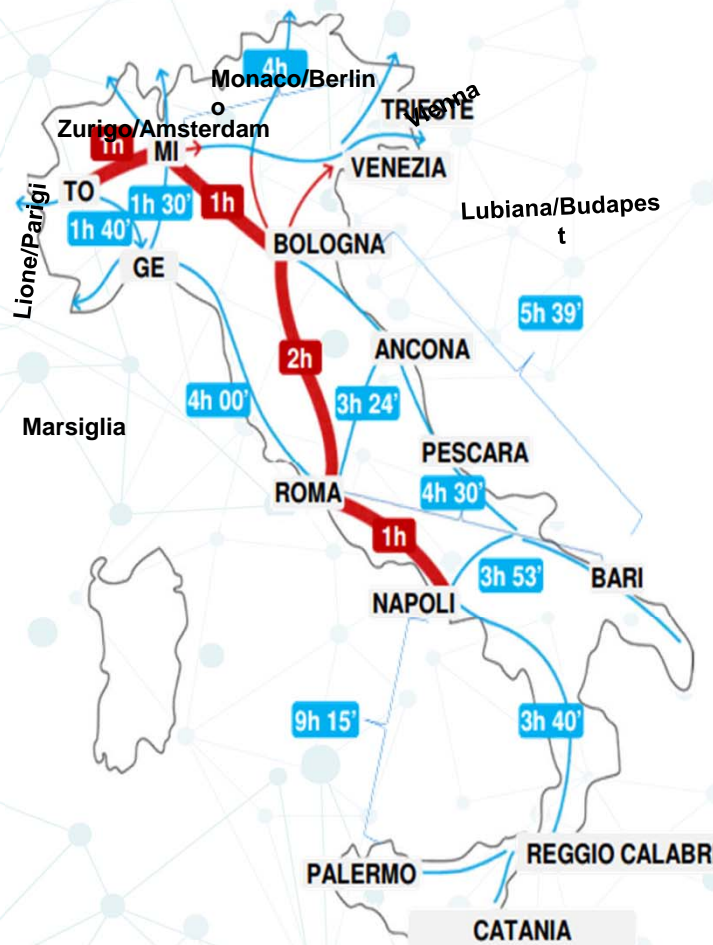 4h
Monaco/Berlin
o
TRIESTE
Vienna
Zurigo/Amsterdam
1h
MI
VENEZIA
TO
1h 30’
1h
Lione/Parigi
1h 40’
Lubiana/Budapes
t
BOLOGNA
GE
5h 39’
ANCONA
2h
4h 00’
3h 24’
Marsiglia
PESCARA
ROMA
4h 30’
1h
3h 53’
BARI
NAPOLI
9h 15’
3h 40’
REGGIO CALABRI
PALERMO
CATANIA